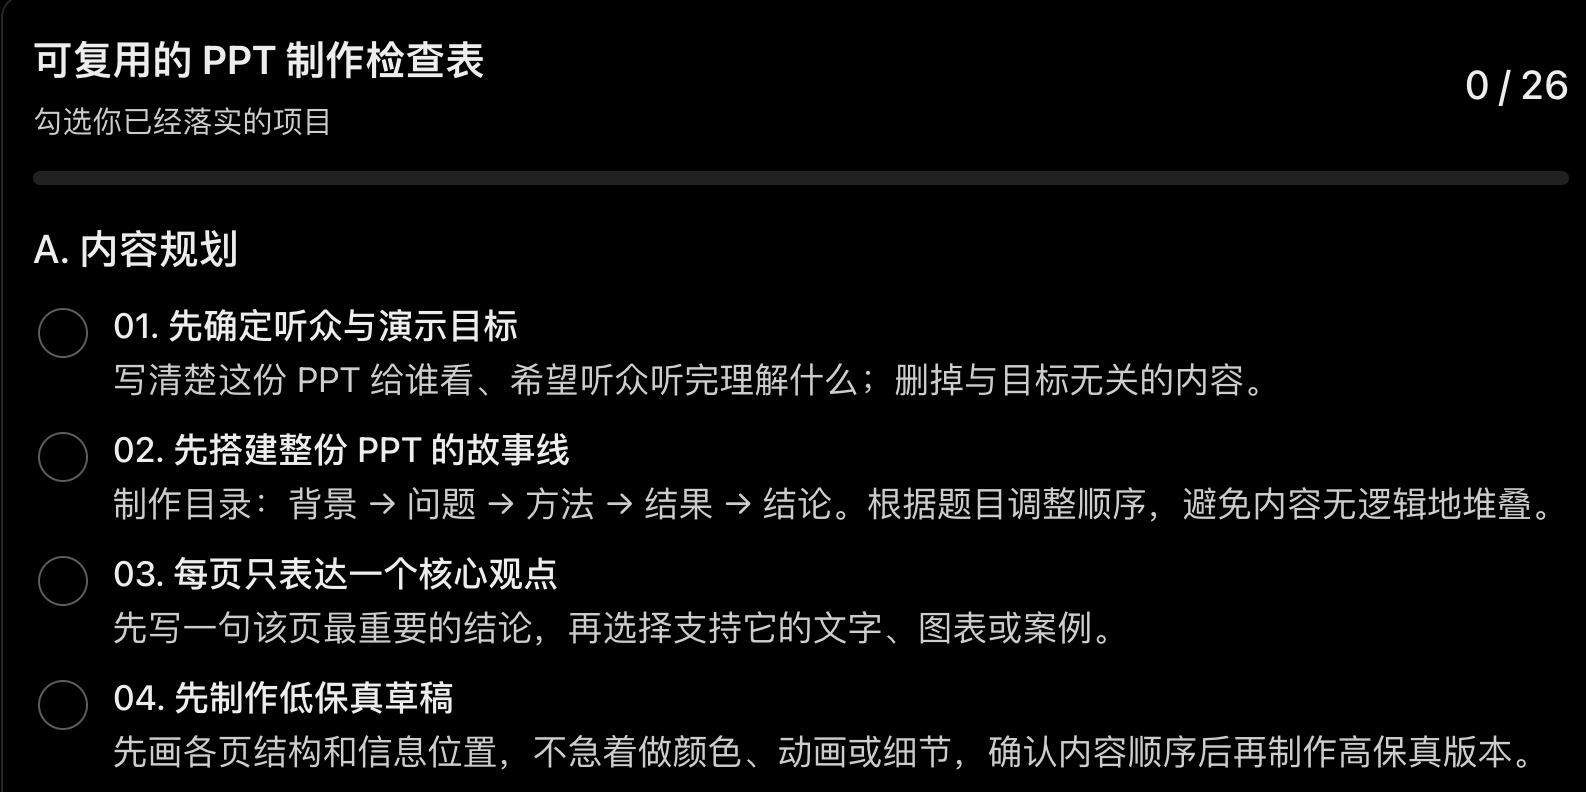 可复用的 PPT 制作检查表
勾选你已经落实的项目
0 / 26
A. 内容规划
01. 先确定听众与演示目标
写清楚这份 PPT 给谁看、希望听众听完理解什么；删掉与目标无关的内容。
02. 先搭建整份 PPT 的故事线
制作目录：背景 → 问题 → 方法 → 结果 → 结论。根据题目调整顺序，避免内容无逻辑地堆叠。
03. 每页只表达一个核心观点
先写一句该页最重要的结论，再选择支持它的文字、图表或案例。
04. 先制作低保真草稿
先画各页结构和信息位置，不急着做颜色、动画或细节，确认内容顺序后再制作高保真版本。